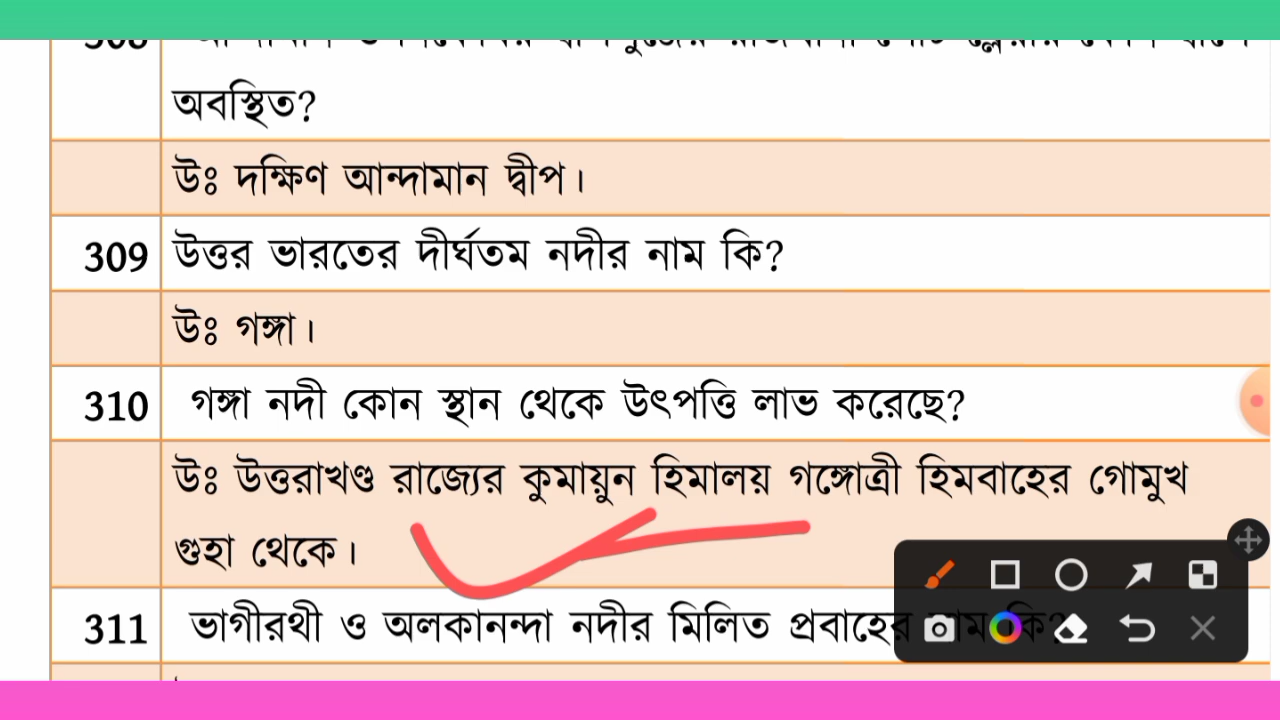 অবস্থিত?
উঃ দক্ষিণ আন্দামান দ্বীপ।
309 উত্তর ভারতের দীর্ঘতম নদীর নাম কি?
উঃ গঙ্গা।
310 গঙ্গা নদী কোন স্থান থেকে উৎপত্তি লাভ করেছে?
উঃ উত্তরাখণ্ড রাজ্যের কুমায়ুন হিমালয় গঙ্গোত্রী হিমবাহের গোমুখ
গুহা থেকে।
311 ভাগীরথী ও অলকানন্দা নদীর মিলিত প্রবাহের নাম কি?